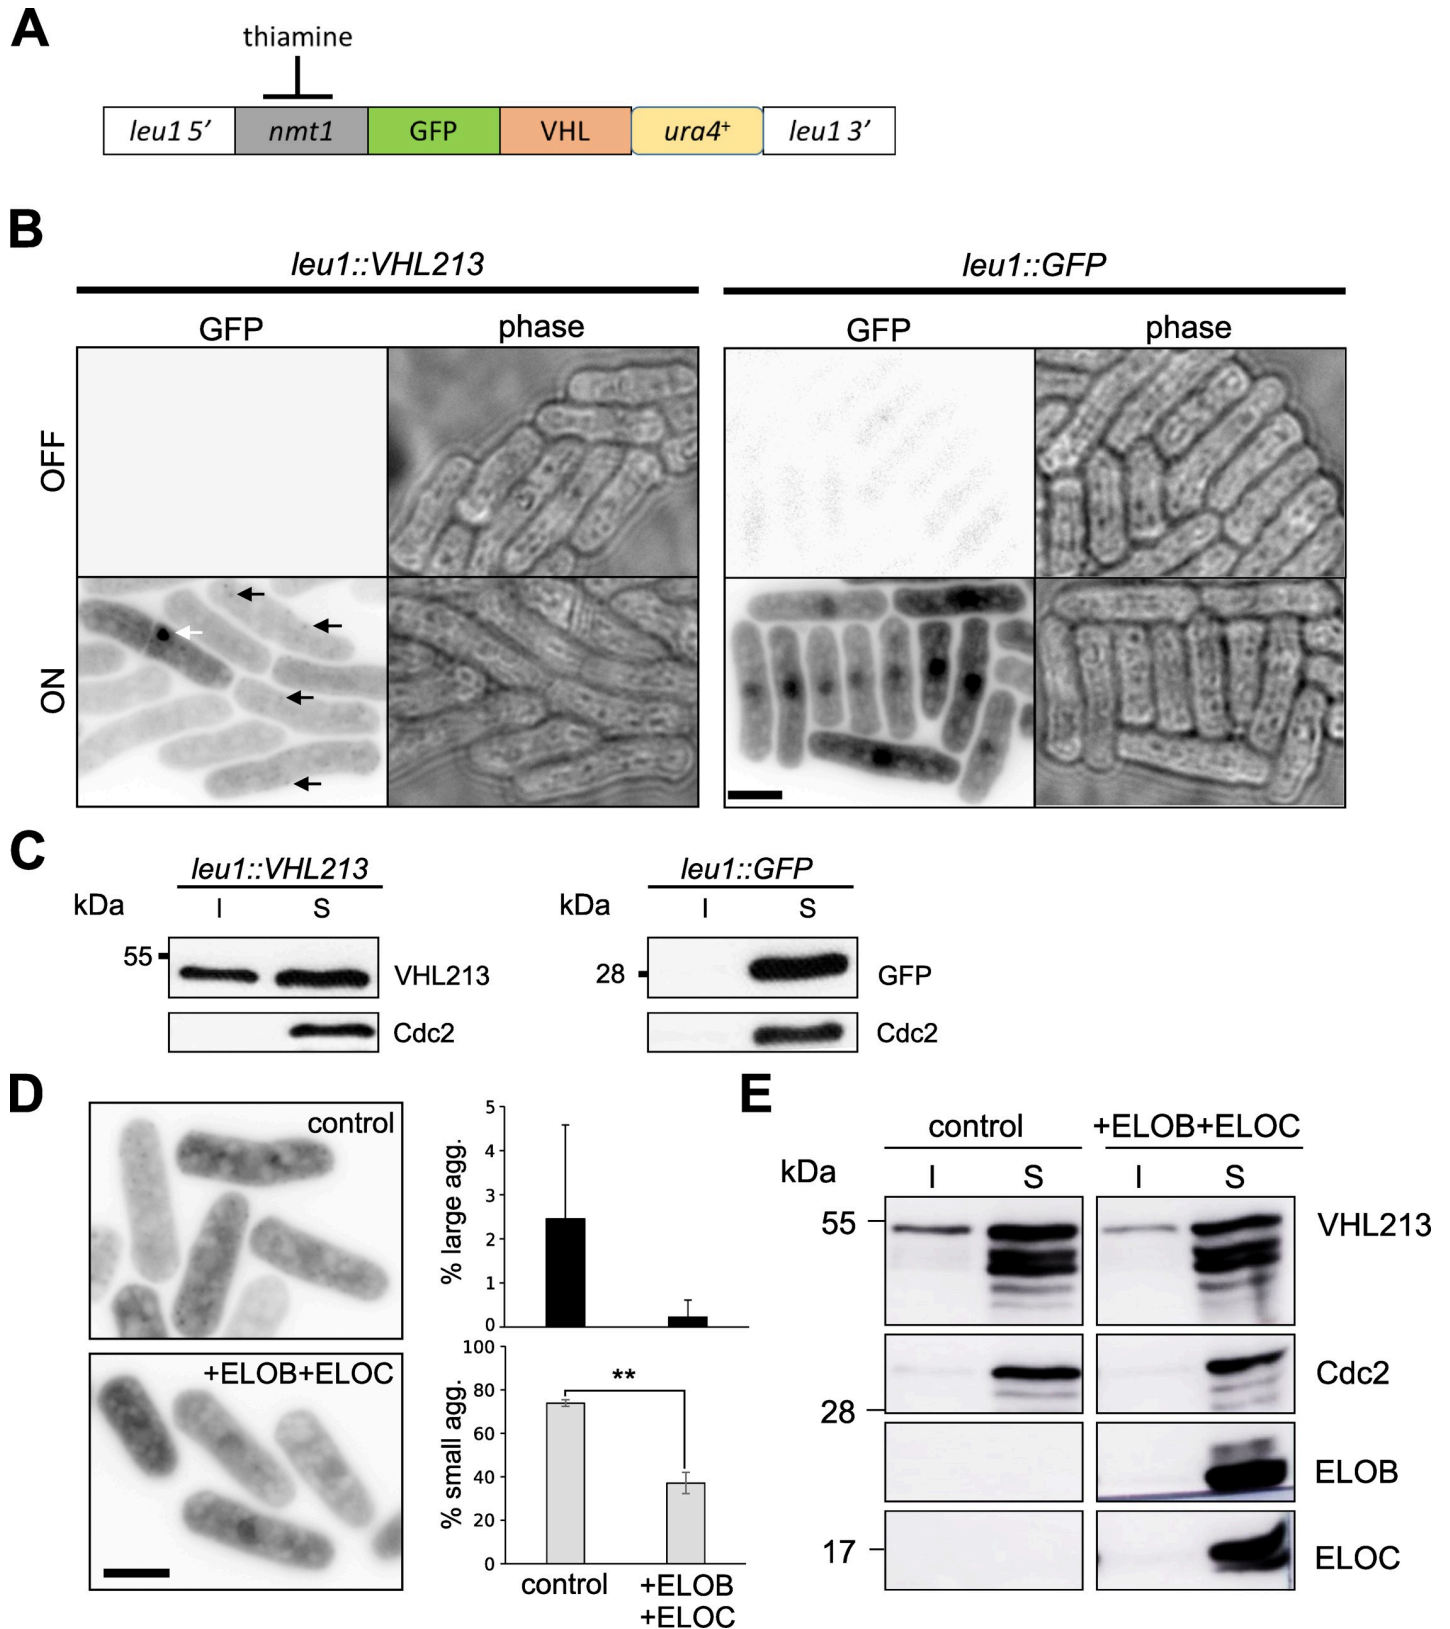 A
thiamine
leu1 5’ nmt1 GFP VHL ura4+ leu1 3’
B
leu1::VHL213 leu1::GFP
GFP phase GFP phase
OFF
ON
C
leu1::VHL213 leu1::GFP
kDa I S kDa I S
55 VHL213 28 GFP
Cdc2 Cdc2
D
control
+ELOB+ELOC
% large agg.
5
4
3
2
1
0
% small agg.
100
80
60
40
20
0
**
control +ELOB
+ELOC
E
control +ELOB+ELOC
kDa I S I S
55 VHL213
Cdc2
28
ELOB
17 ELOC